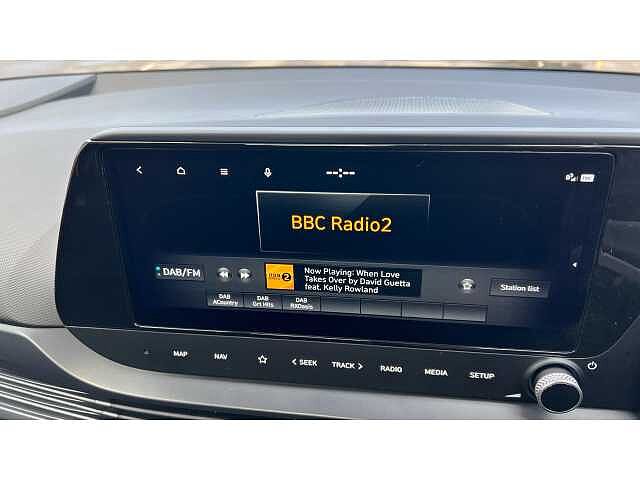 --:--
BBC Radio2
DAB/FM
Now Playing: When Love
Takes Over by David Guetta
feat. Kelly Rowland
2
Station list
DAB
ACountry
DAB
Grt Hits
DAB
MAP
NAV
< SEEK
TRACK >
RADIO
MEDIA
SETUP